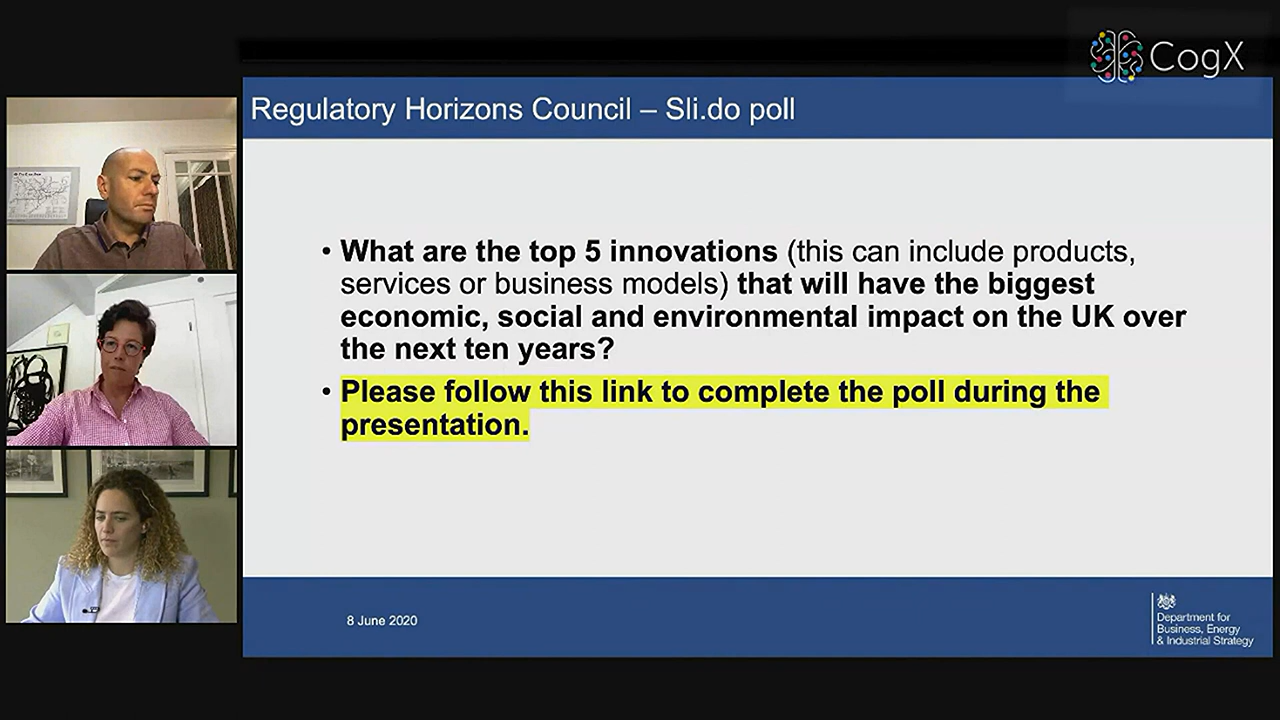 CogX
Regulatory Horizons Council – Sli.do poll
• What are the top 5 innovations (this can include products,
services or business models) that will have the biggest
economic, social and environmental impact on the UK over
the next ten years?
• Please follow this link to complete the poll during the
presentation.
8 June 2020
Department for
Business, Energy
& Industrial Strategy